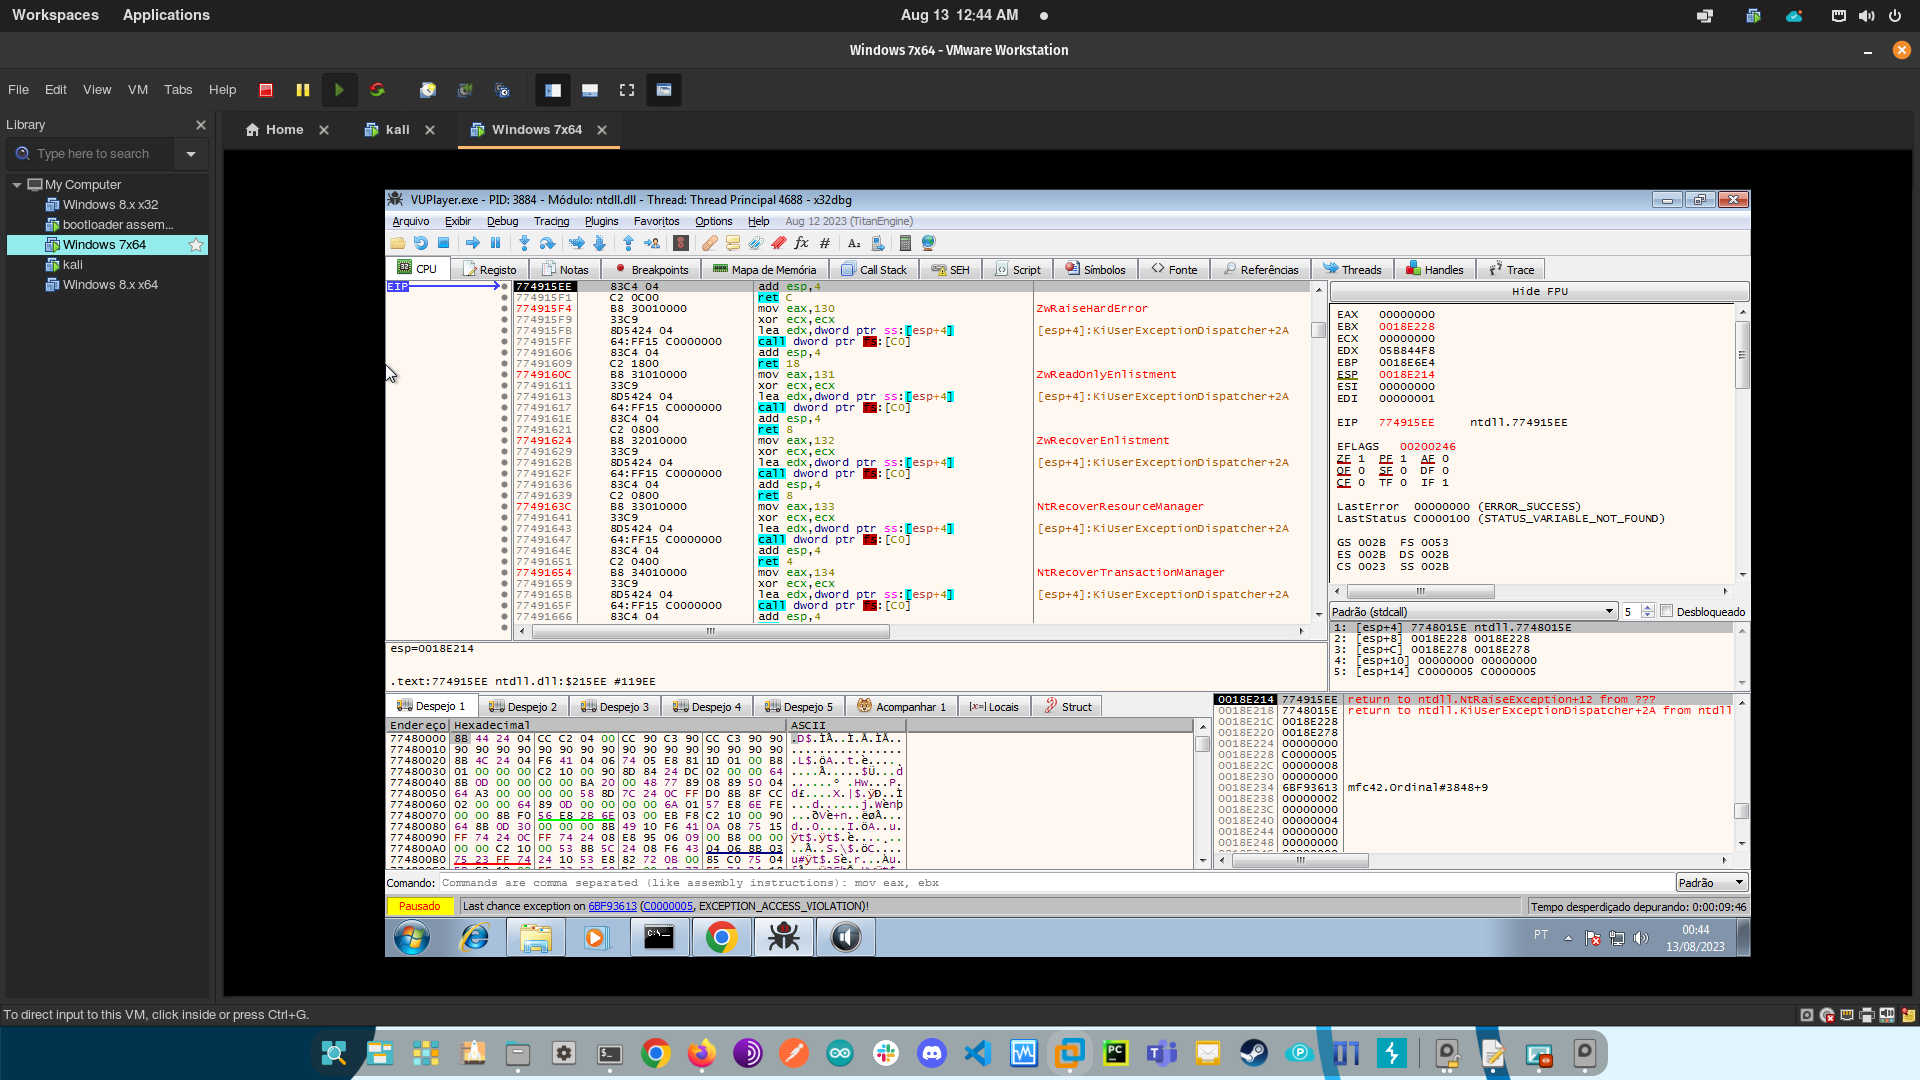 Workspaces Applications Aug 13 12:44 AM
Windows 7x64 - VMware Workstation
File Edit View VM Tabs Help
Library
Home kali Windows 7x64
Type here to search
My Computer
Windows 8.x x32
bootloader assem...
Windows 7x64
kali
Windows 8.x x64
VUPlayer.exe - PID: 3884 - Módulo: ntdll.dll - Thread: Thread Principal 4688 - x32dbg
Arquivo Exibir Debug Tracing Plugins Favoritos Options Help Aug 12 2023 (TitanEngine)
CPU Registo Notas Breakpoints Mapa de Memória Call Stack SEH Script Símbolos Fonte Referências Threads Handles Trace
EIP
774915EE 83C4 04 add esp,4
774915F1 C2 0C00 ret C
774915F4 B8 30010000 mov eax,130 ZwRaiseHardError
774915F9 33C9 xor ecx,ecx
774915FB 8D5424 04 lea edx,dword ptr ss:[esp+4] [esp+4]:KiUserExceptionDispatcher+2A
774915FF 64:FF15 C0000000 call dword ptr fs:[C0]
77491606 83C4 04 add esp,4
77491609 C2 1800 ret 18
7749160C B8 31010000 mov eax,131 ZwReadOnlyEnlistment
77491611 33C9 xor ecx,ecx
77491613 8D5424 04 lea edx,dword ptr ss:[esp+4] [esp+4]:KiUserExceptionDispatcher+2A
77491617 64:FF15 C0000000 call dword ptr fs:[C0]
7749161E 83C4 04 add esp,4
77491621 C2 0800 ret 8
77491624 B8 32010000 mov eax,132 ZwRecoverEnlistment
77491629 33C9 xor ecx,ecx
7749162B 8D5424 04 lea edx,dword ptr ss:[esp+4] [esp+4]:KiUserExceptionDispatcher+2A
7749162F 64:FF15 C0000000 call dword ptr fs:[C0]
77491636 83C4 04 add esp,4
77491639 C2 0800 ret 8
7749163C B8 33010000 mov eax,133 NtRecoverResourceManager
77491641 33C9 xor ecx,ecx
77491643 8D5424 04 lea edx,dword ptr ss:[esp+4] [esp+4]:KiUserExceptionDispatcher+2A
77491647 64:FF15 C0000000 call dword ptr fs:[C0]
7749164E 83C4 04 add esp,4
77491651 C2 0400 ret 4
77491654 B8 34010000 mov eax,134 NtRecoverTransactionManager
77491659 33C9 xor ecx,ecx
7749165B 8D5424 04 lea edx,dword ptr ss:[esp+4] [esp+4]:KiUserExceptionDispatcher+2A
7749165F 64:FF15 C0000000 call dword ptr fs:[C0]
77491666 83C4 04 add esp,4
Hide FPU
EAX 00000000
EBX 0018E228
ECX 00000000
EDX 05B844F8
EBP 0018E6E4
ESP 0018E214
ESI 00000000
EDI 00000001
EIP 774915EE ntdll.774915EE
EFLAGS 00200246
ZF 1 PF 1 AF 0
OF 0 SF 0 DF 0
CF 0 TF 0 IF 1
LastError 00000000 (ERROR_SUCCESS)
LastStatus C0000100 (STATUS_VARIABLE_NOT_FOUND)
GS 002B FS 0053
ES 002B DS 002B
CS 0023 SS 002B
Padrão (stdcall) 5 Desbloqueado
1: [esp+4] 7748015E ntdll.7748015E
2: [esp+8] 0018E228 0018E228
3: [esp+C] 0018E278 0018E278
4: [esp+10] 00000000 00000000
5: [esp+14] C0000005 C0000005
esp=0018E214
.text:774915EE ntdll.dll:$215EE #119EE
Despejo 1 Despejo 2 Despejo 3 Despejo 4 Despejo 5 Acompanhar 1 Locais Struct
Endereço Hexadecimal ASCII
77480000 8B 44 24 04 CC C2 04 00 CC 90 C3 90 CC C3 90 90
77480010 90 90 90 90 90 90 90 90 90 90 90 90 90 90 90 90
77480020 8B 4C 24 04 F6 41 04 06 74 05 E8 81 1D 01 00 B8
77480030 01 00 00 00 C2 10 00 90 8D 84 24 DC 02 00 00 64
77480040 8B 0D 00 00 00 00 BA 20 00 48 77 89 08 89 50 04
77480050 64 A3 00 00 00 00 58 8D 7C 24 0C FF D0 8B 8F CC
77480060 02 00 00 64 89 0D 00 00 00 00 6A 01 57 E8 6E FE
77480070 00 00 8B F0 56 E8 2B 6E 03 00 EB F8 C2 10 00 90
77480080 64 8B 0D 30 00 00 00 8B 49 10 F6 41 0A 08 75 15
77480090 FF 74 24 0C FF 74 24 08 E8 95 06 09 00 B8 00 00
774800A0 00 00 C2 10 00 53 8B 5C 24 08 F6 43 04 06 8B 03
774800B0 75 23 FF 74 24 10 53 E8 82 72 0B 00 85 C0 75 04
0018E214 774915EE return to ntdll.NtRaiseException+12 from ???
0018E218 7748015E return to ntdll.KiUserExceptionDispatcher+2A from ntdll
0018E21C 0018E228
0018E220 0018E278
0018E224 00000000
0018E228 C0000005
0018E22C 00000008
0018E230 00000000
0018E234 6BF93613 mfc42.Ordinal#3848+9
0018E238 00000002
0018E23C 00000000
0018E240 00000004
0018E244 00000000
0018E248 00000000
Comando: Commands are comma separated (like assembly instructions): mov eax, ebx Padrão
Pausado Last chance exception on 6BF93613 (C0000005, EXCEPTION_ACCESS_VIOLATION)! Tempo desperdiçado depurando: 0:00:09:46
PT 00:44
13/08/2023
To direct input to this VM, click inside or press Ctrl+G.